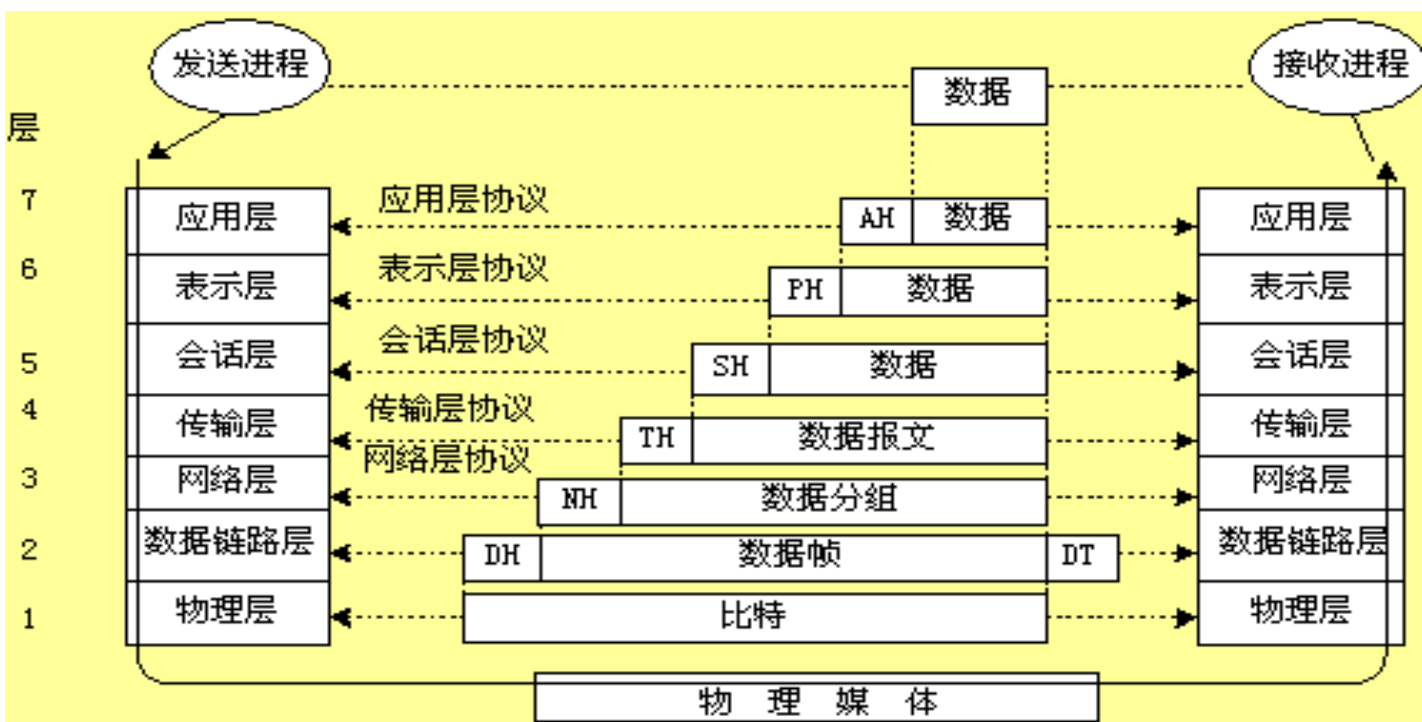 发送进程 数据 接收进程
层
7 应用层 应用层协议 AH 数据 应用层
6 表示层 表示层协议 PH 数据 表示层
5 会话层 会话层协议 SH 数据 会话层
4 传输层 传输层协议 TH 数据报文 传输层
3 网络层 网络层协议 NH 数据分组 网络层
2 数据链路层 DH 数据帧 DT 数据链路层
1 物理层 比特 物理层
物 理 媒 体